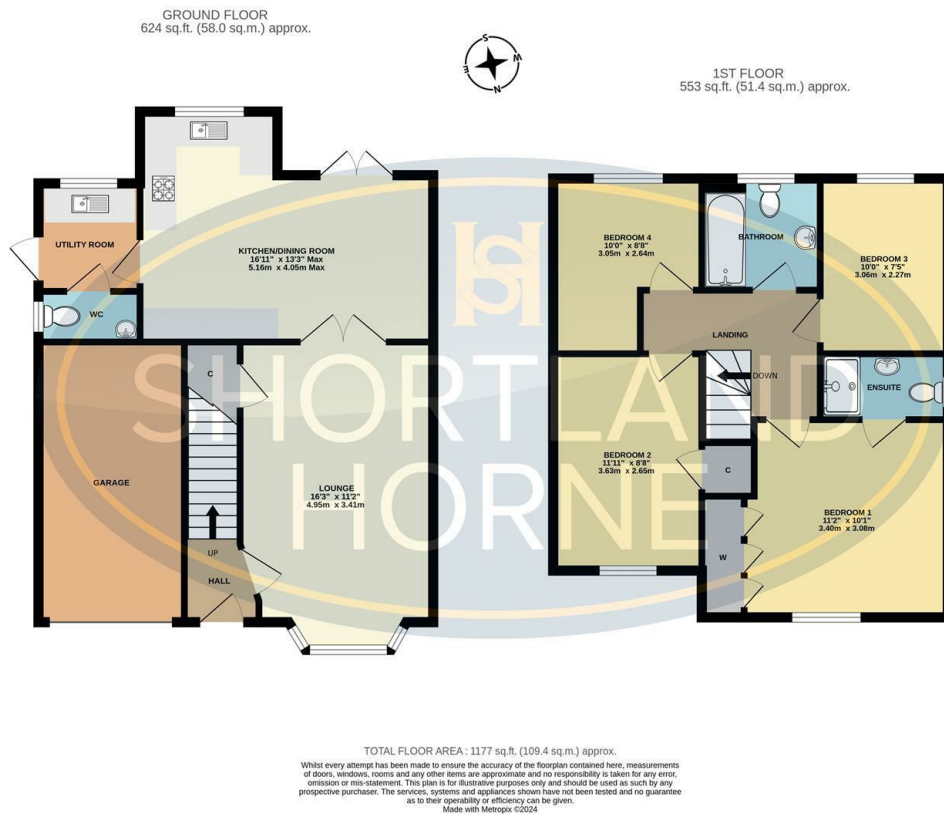 GROUND FLOOR
624 sq.ft. (58.0 sq.m.) approx.
S
W
E
N
1ST FLOOR
553 sq.ft. (51.4 sq.m.) approx.
UTILITY ROOM
KITCHEN/DINING ROOM
16'11" x 13'3" Max
5.16m x 4.05m Max
WC
C
GARAGE
LOUNGE
16'3" x 11'2"
4.95m x 3.41m
UP
HALL
BEDROOM 4
10'0" x 8'8"
3.05m x 2.64m
BATHROOM
BEDROOM 3
10'0" x 7'5"
3.06m x 2.27m
LANDING
DOWN
ENSUITE
BEDROOM 2
11'11" x 8'8"
3.63m x 2.65m
C
W
BEDROOM 1
11'2" x 10'1"
3.40m x 3.08m
SH
SHORTLAND
HORNE
TOTAL FLOOR AREA : 1177 sq.ft. (109.4 sq.m.) approx.
Whilst every attempt has been made to ensure the accuracy of the floorplan contained here, measurements
of doors, windows, rooms and any other items are approximate and no responsibility is taken for any error,
omission or mis-statement. This plan is for illustrative purposes only and should be used as such by any
prospective purchaser. The services, systems and appliances shown have not been tested and no guarantee
as to their operability or efficiency can be given.
Made with Metropix ©2024